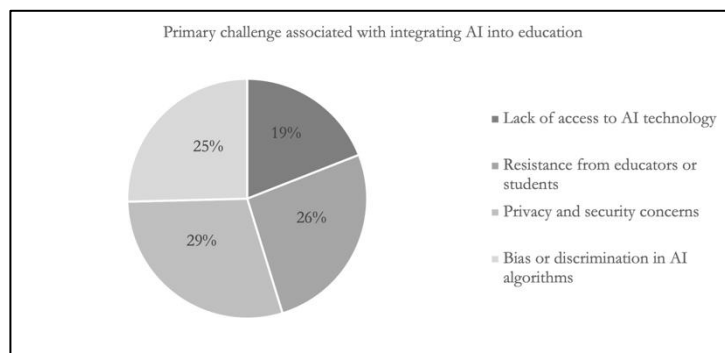 Primary challenge associated with integrating AI into education
19%
26%
29%
25%
Lack of access to AI technology
Resistance from educators or
students
Privacy and security concerns
Bias or discrimination in AI
algorithms